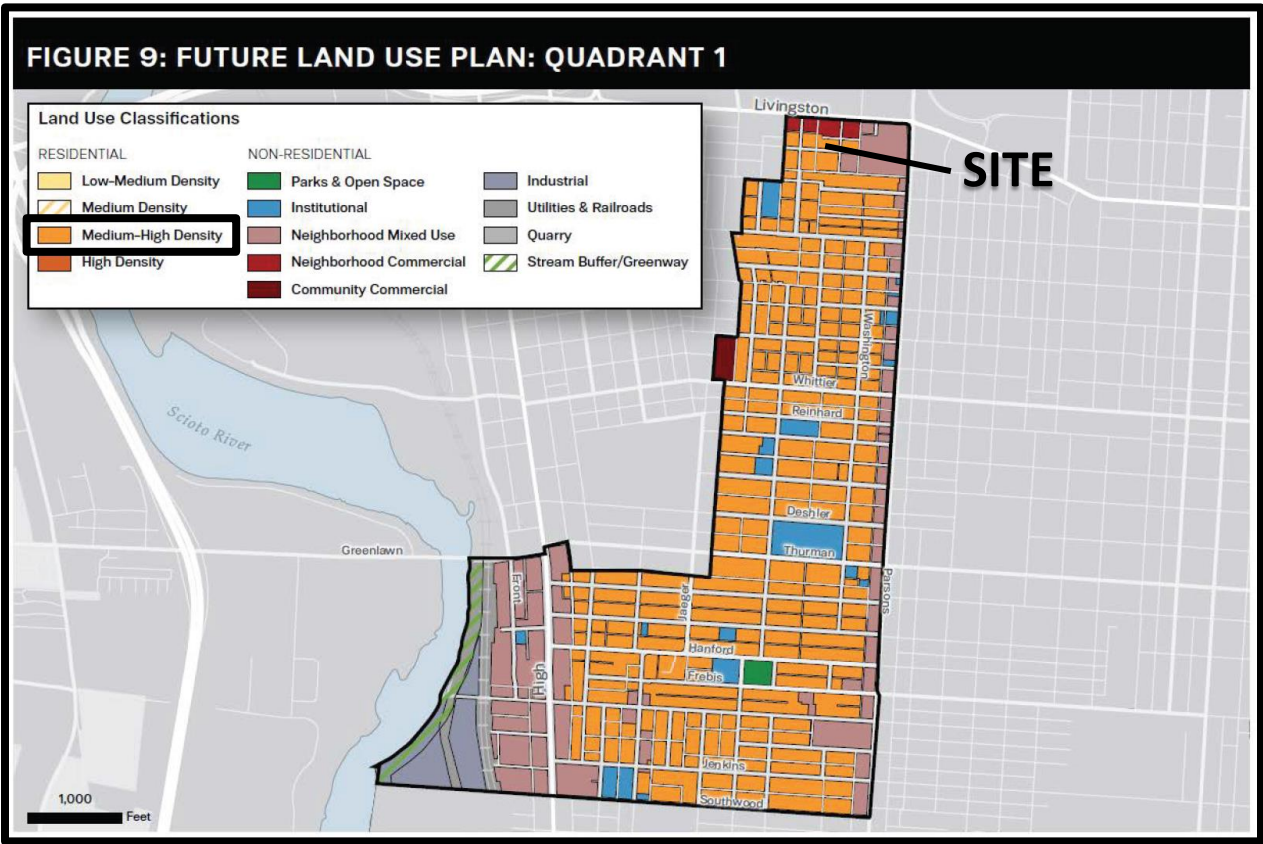 FIGURE 9: FUTURE LAND USE PLAN: QUADRANT 1
Land Use Classifications
RESIDENTIAL
Low-Medium Density
Medium Density
Medium-High Density
High Density
NON-RESIDENTIAL
Parks & Open Space
Institutional
Neighborhood Mixed Use
Neighborhood Commercial
Community Commercial
Industrial
Utilities & Railroads
Quarry
Stream Buffer/Greenway
Livingston
SITE
Washington
Whittier
Reinhard
Scioto River
Deshler
Thurman
Greenlawn
Front
Jaeger
Parsons
Hanford
Frebis
High
Jenkins
Southwood
1,000
Feet